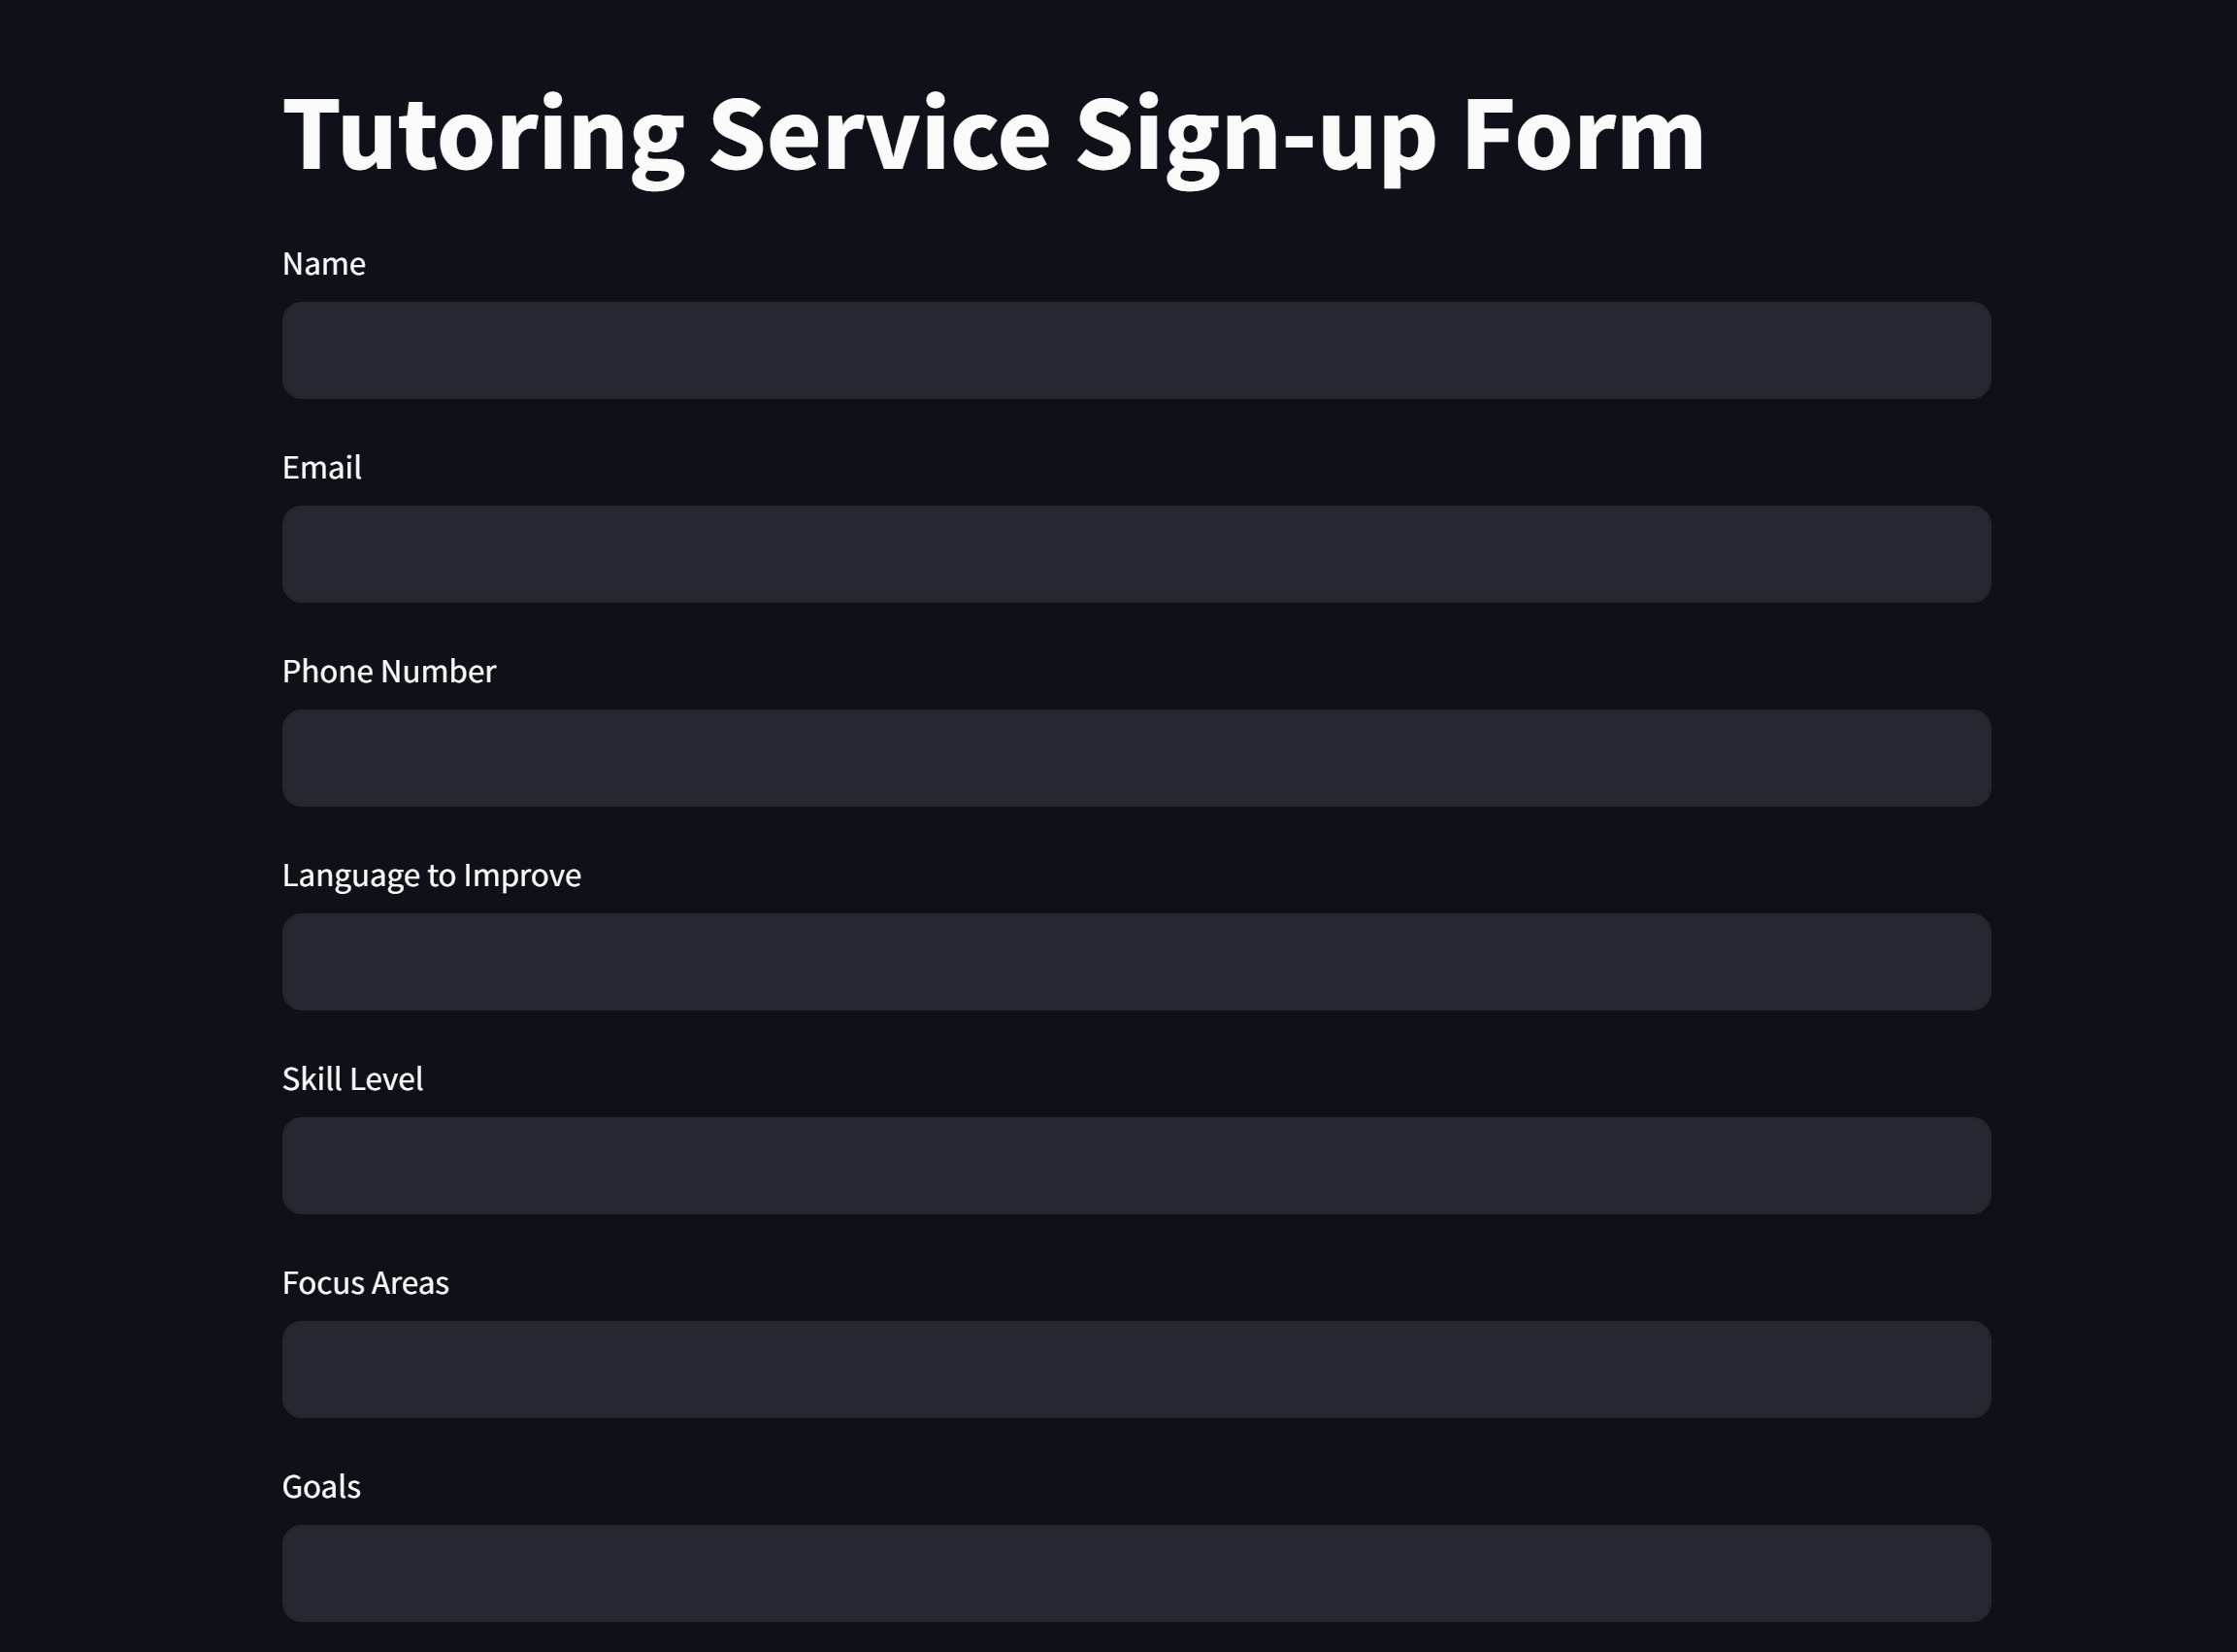 Tutoring Service Sign-up Form
Name
Email
Phone Number
Language to Improve
Skill Level
Focus Areas
Goals